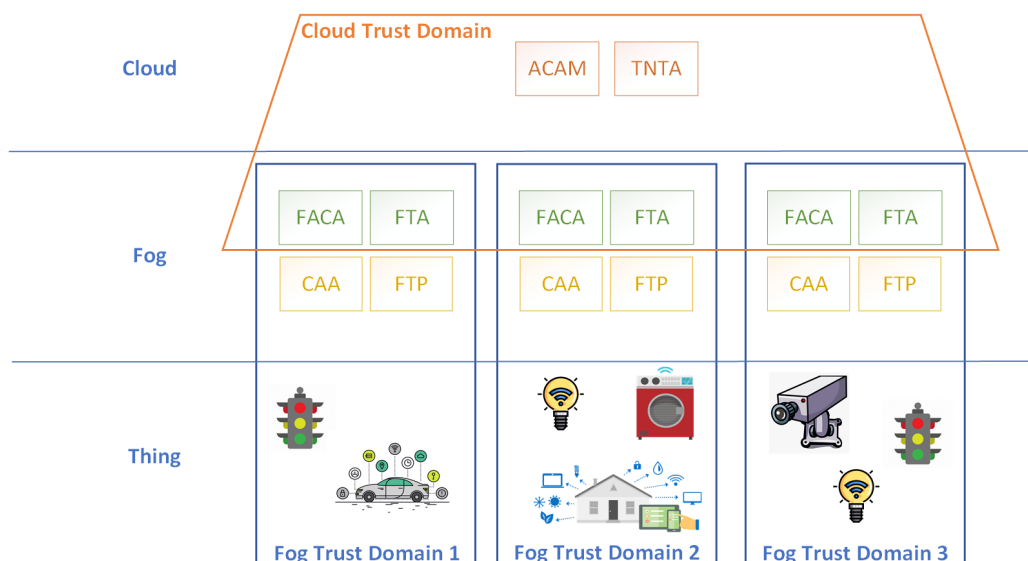 Cloud Trust Domain
Cloud
ACAM TNTA
FACA FTA FACA FTA FACA FTA
Fog
CAA FTP CAA FTP CAA FTP
Thing
Fog Trust Domain 1 Fog Trust Domain 2 Fog Trust Domain 3